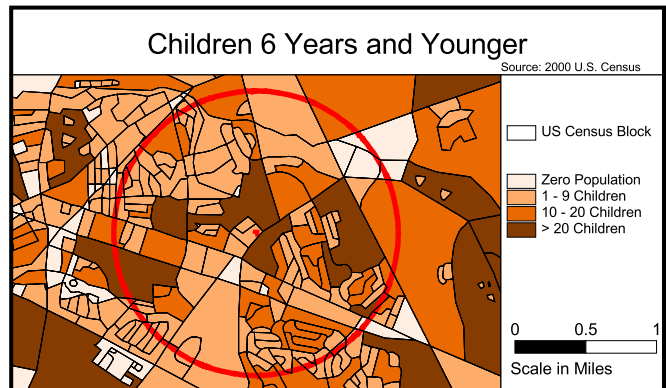 Children 6 Years and Younger
Source: 2000 U.S. Census
US Census Block
Zero Population
1 - 9 Children
10 - 20 Children
> 20 Children
0 0.5 1
Scale in Miles